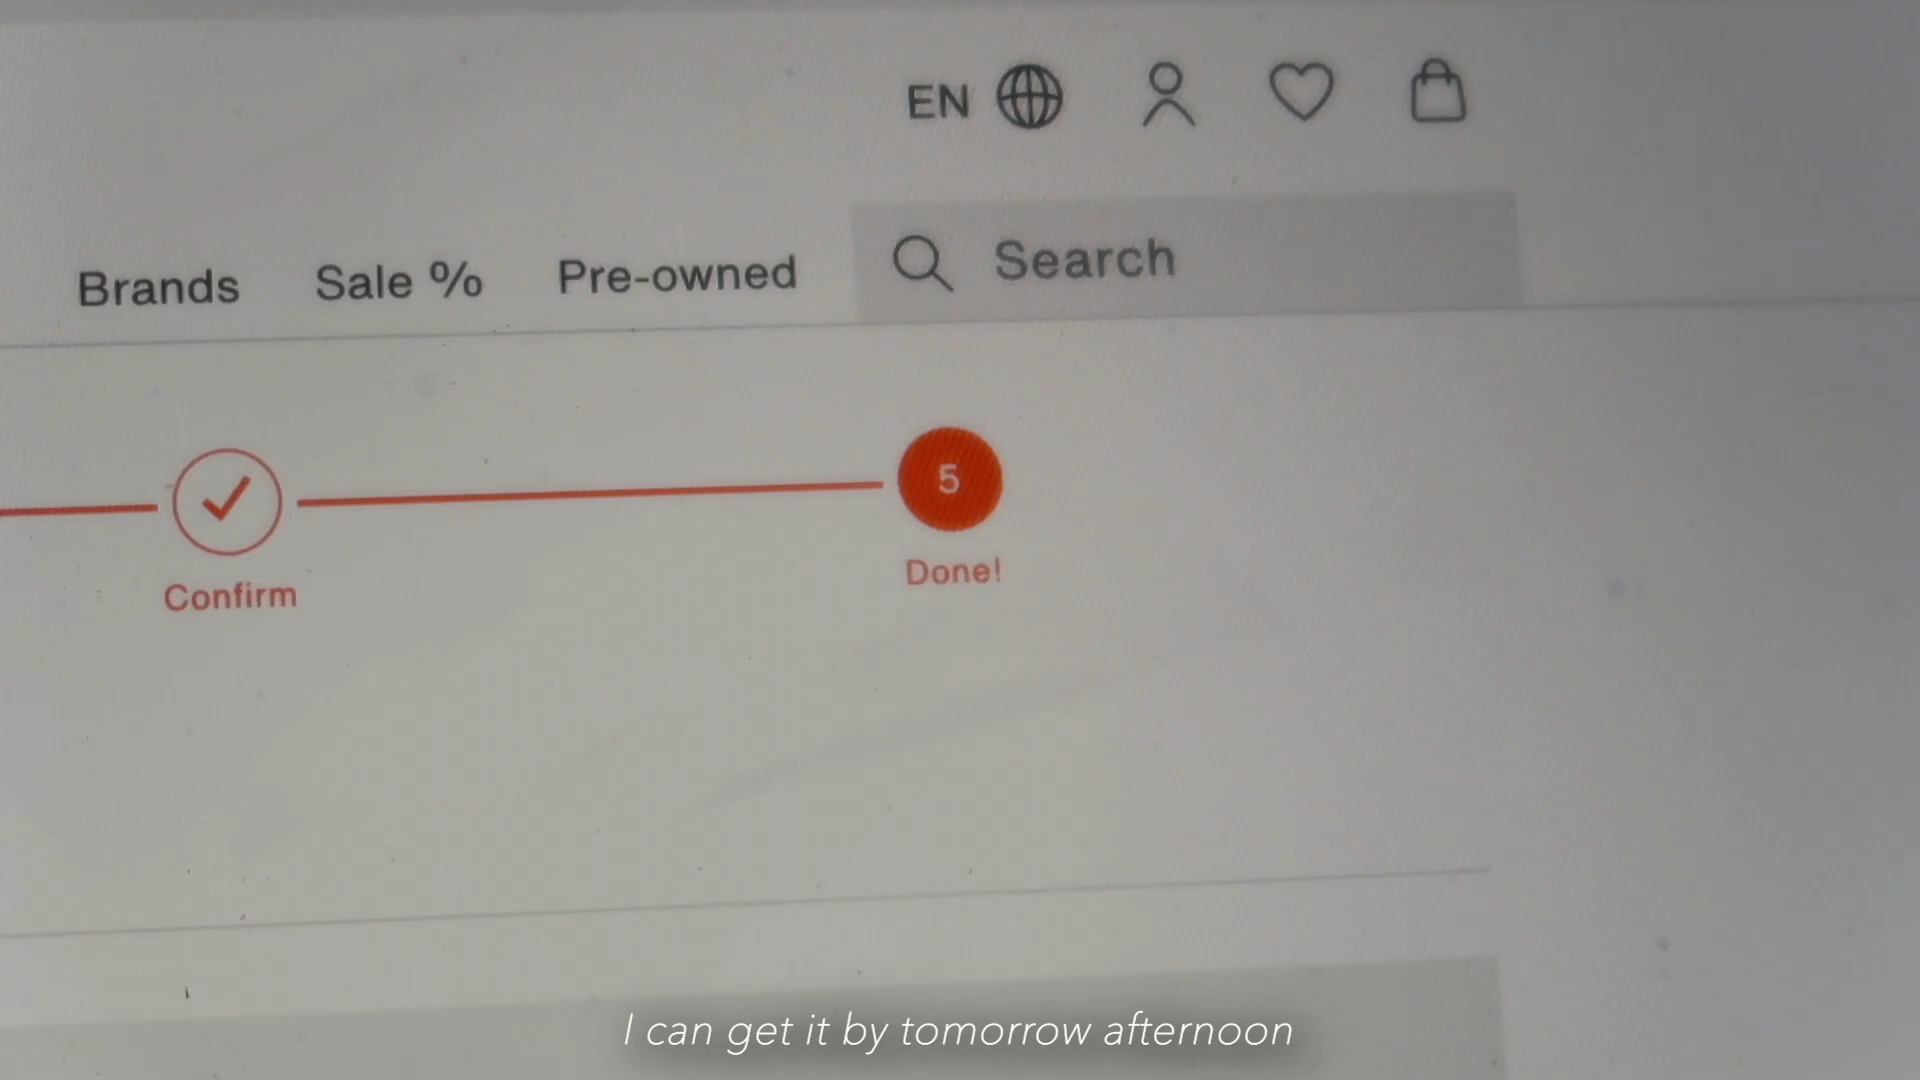 EN
Brands Sale % Pre-owned Search
5
Confirm Done!
I can get it by tomorrow afternoon